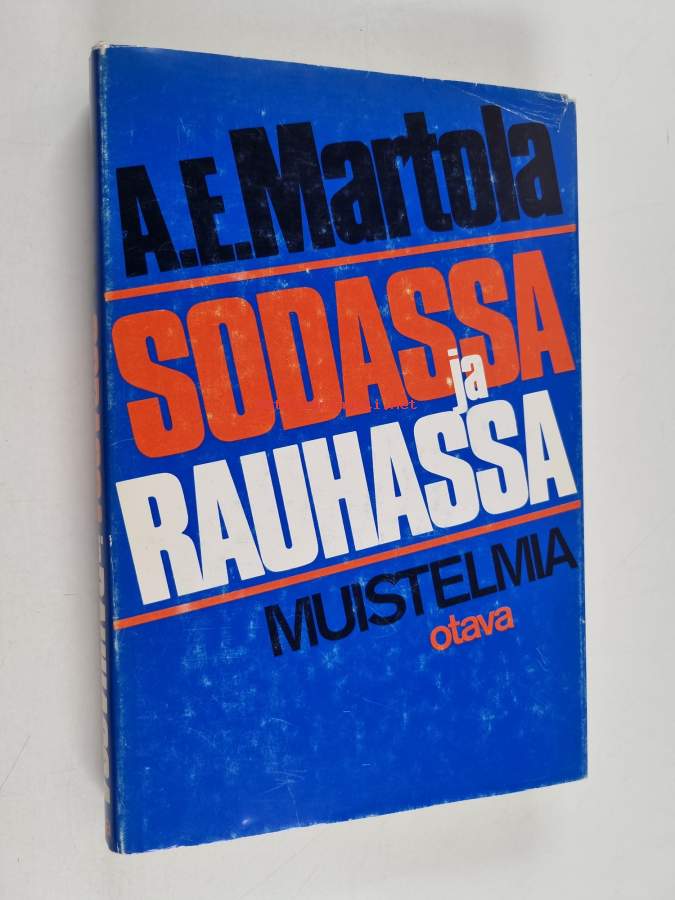 A.E. Martola
SODASSA
ja
RAUHASSA
MUISTELMIA
otava